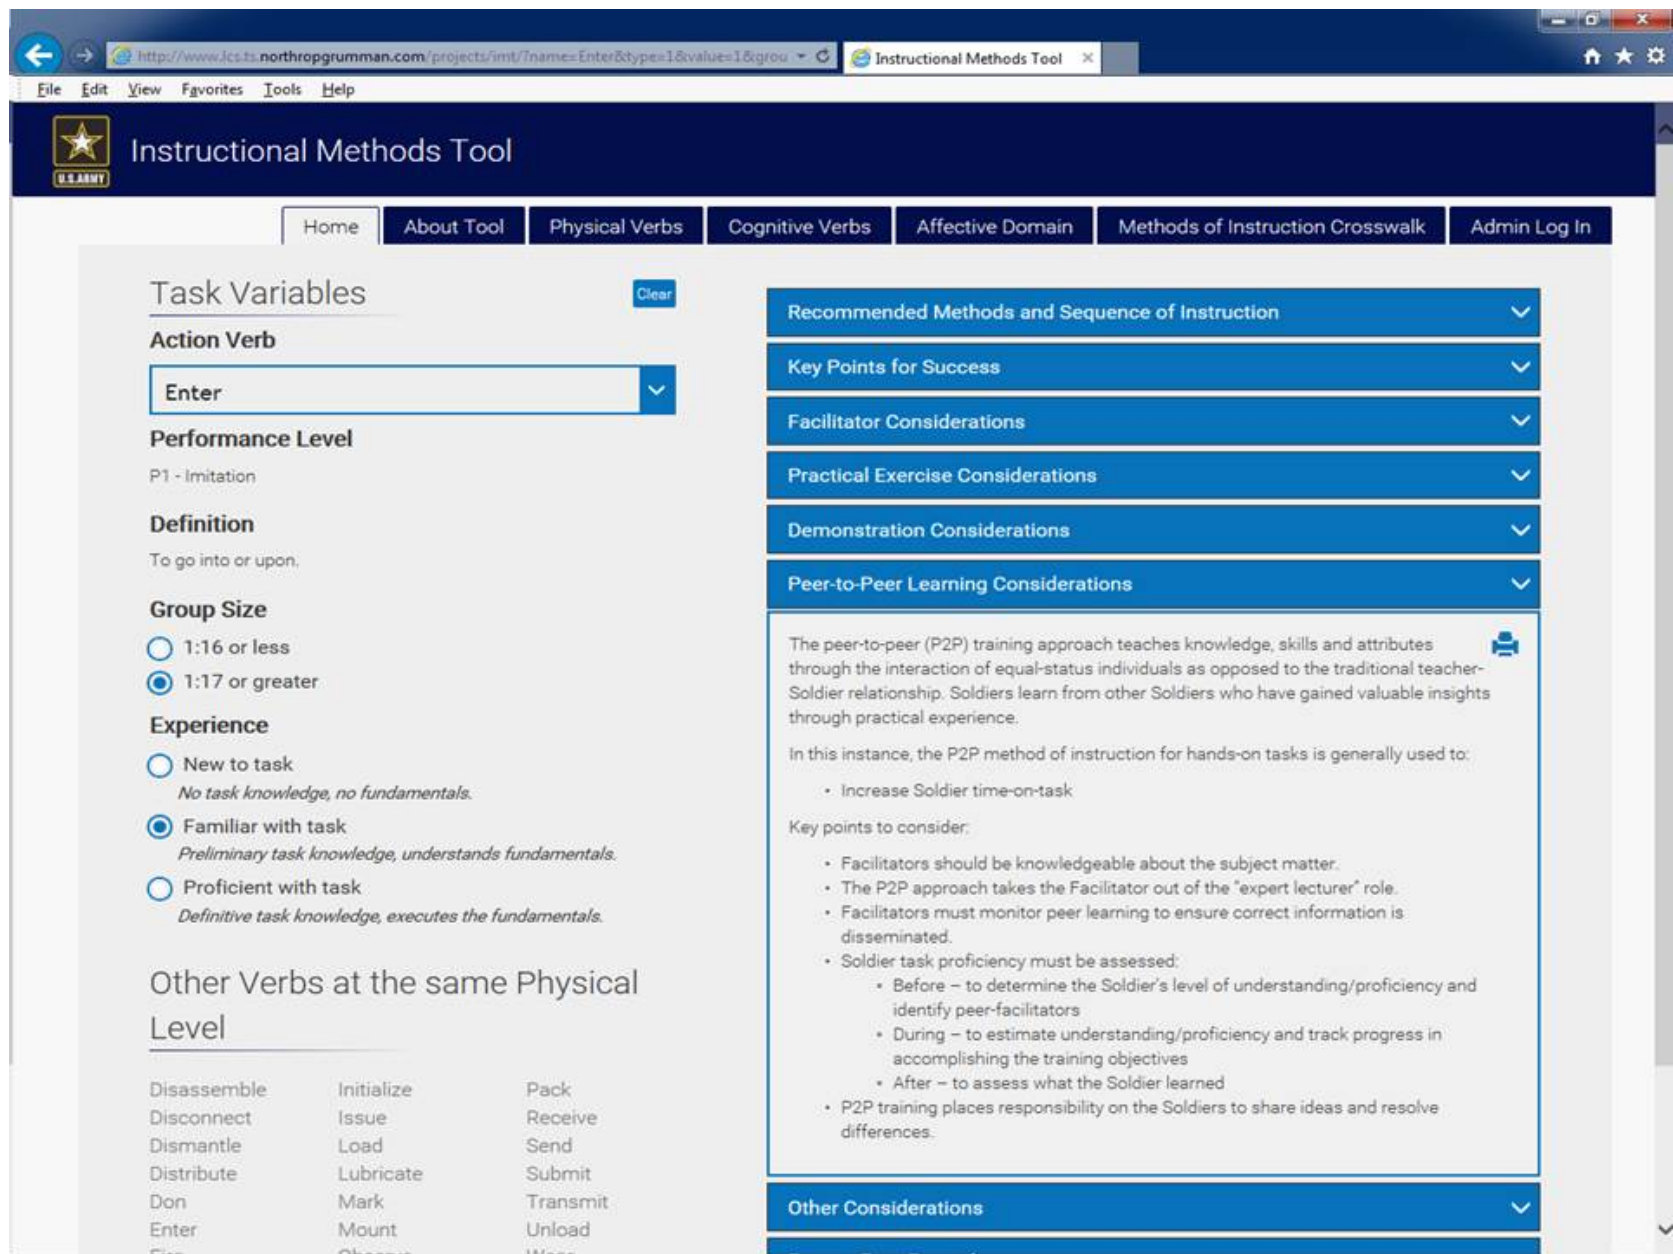 http://www.lcs.ts.northropgrumman.com/projects/imt/?name=Enter&type=1&value=1&grou
Instructional Methods Tool
File Edit View Favorites Tools Help
U.S.ARMY
Instructional Methods Tool
Home About Tool Physical Verbs Cognitive Verbs Affective Domain Methods of Instruction Crosswalk Admin Log In
Task Variables
Clear
Action Verb
Enter
Performance Level
P1 - Imitation
Definition
To go into or upon.
Group Size
1:16 or less
1:17 or greater
Experience
New to task
No task knowledge, no fundamentals.
Familiar with task
Preliminary task knowledge, understands fundamentals.
Proficient with task
Definitive task knowledge, executes the fundamentals.
Other Verbs at the same Physical
Level
Disassemble Initialize Pack
Disconnect Issue Receive
Dismantle Load Send
Distribute Lubricate Submit
Don Mark Transmit
Enter Mount Unload
Recommended Methods and Sequence of Instruction
Key Points for Success
Facilitator Considerations
Practical Exercise Considerations
Demonstration Considerations
Peer-to-Peer Learning Considerations
The peer-to-peer (P2P) training approach teaches knowledge, skills and attributes
through the interaction of equal-status individuals as opposed to the traditional teacher-
Soldier relationship. Soldiers learn from other Soldiers who have gained valuable insights
through practical experience.
In this instance, the P2P method of instruction for hands-on tasks is generally used to:
• Increase Soldier time-on-task
Key points to consider:
• Facilitators should be knowledgeable about the subject matter.
• The P2P approach takes the Facilitator out of the "expert lecturer" role.
• Facilitators must monitor peer learning to ensure correct information is
disseminated.
• Soldier task proficiency must be assessed:
• Before – to determine the Soldier's level of understanding/proficiency and
identify peer-facilitators
• During – to estimate understanding/proficiency and track progress in
accomplishing the training objectives
• After – to assess what the Soldier learned
• P2P training places responsibility on the Soldiers to share ideas and resolve
differences.
Other Considerations